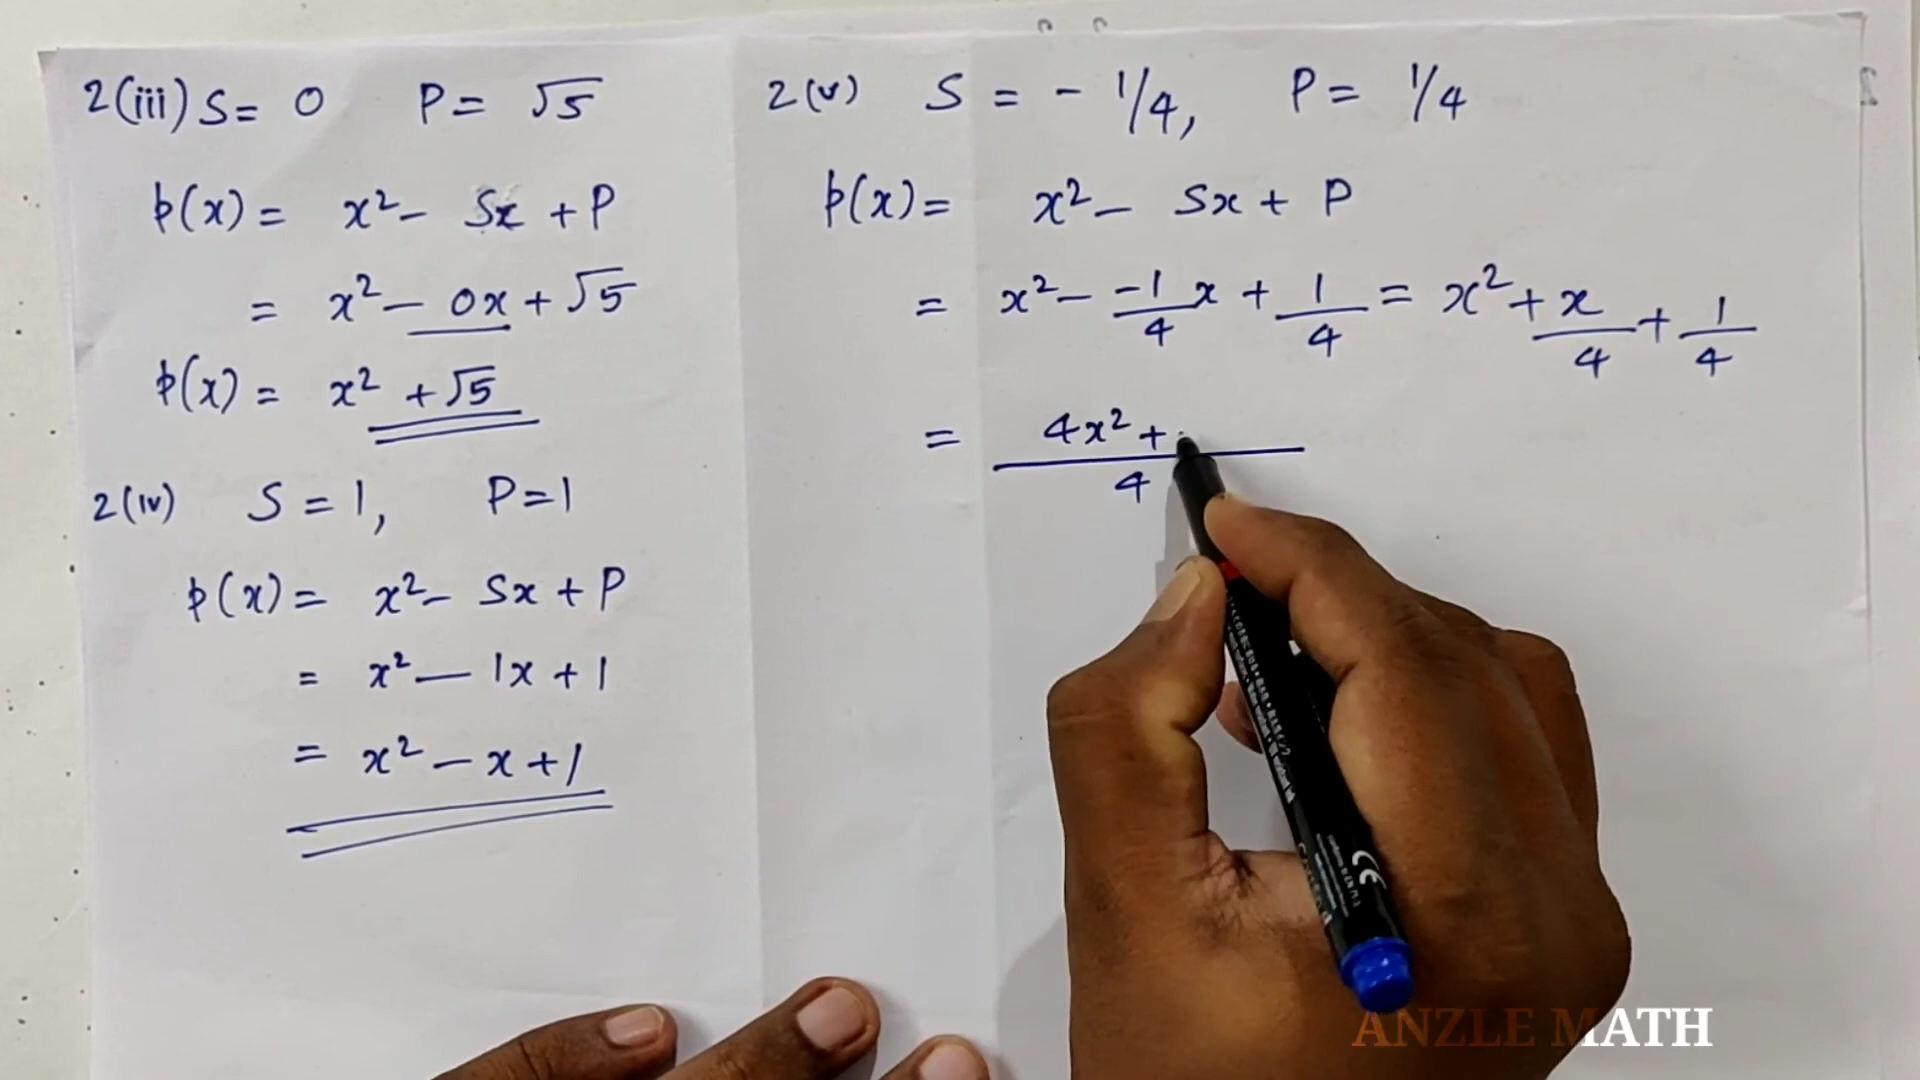 2(iii) S = 0 P = √5
p(x) = x² - Sx + P
= x² - 0x + √5
p(x) = x² + √5
2(iv) S = 1, P = 1
p(x) = x² - Sx + P
= x² - 1x + 1
= x² - x + 1
2(v) S = - 1/4, P = 1/4
p(x) = x² - Sx + P
= x² - -1/4 x + 1/4 = x² + x/4 + 1/4
= 4x² + / 4
CE
ANZLE MATH